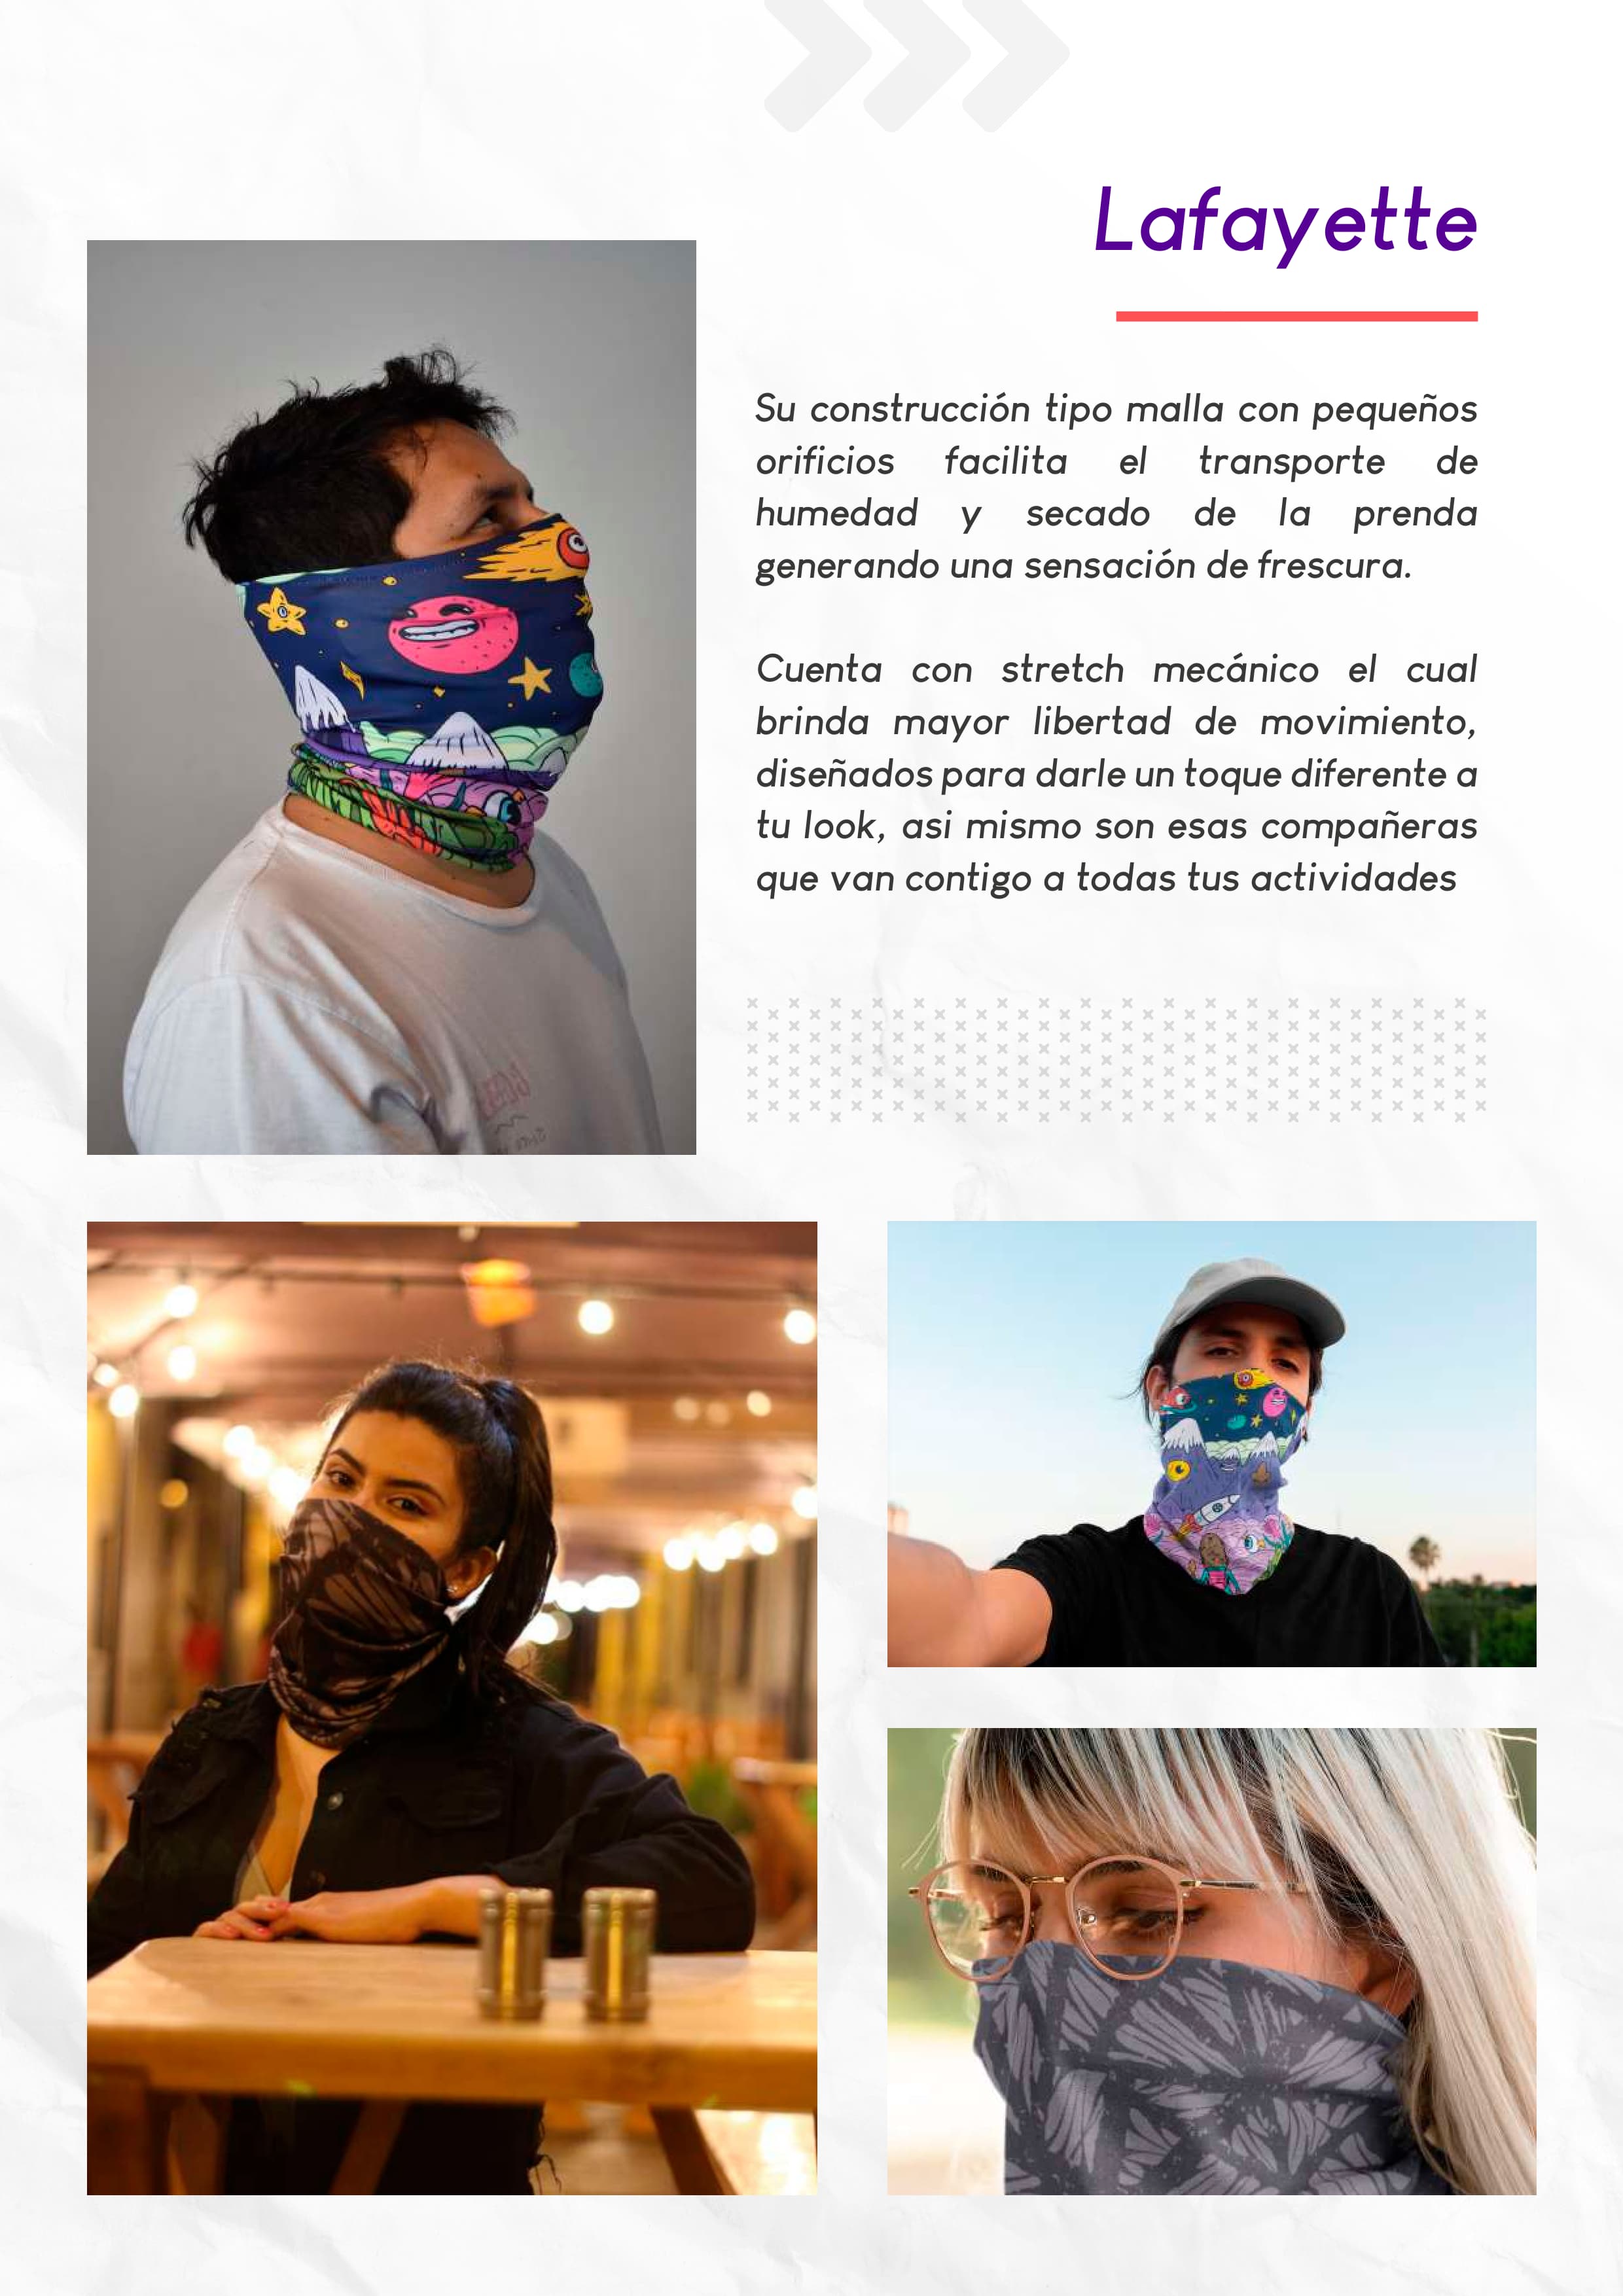 Lafayette
Su construcción tipo malla con pequeños
orificios facilita el transporte de
humedad y secado de la prenda
generando una sensación de frescura.
Cuenta con stretch mecánico el cual
brinda mayor libertad de movimiento,
diseñados para darle un toque diferente a
tu look, asi mismo son esas compañeras
que van contigo a todas tus actividades